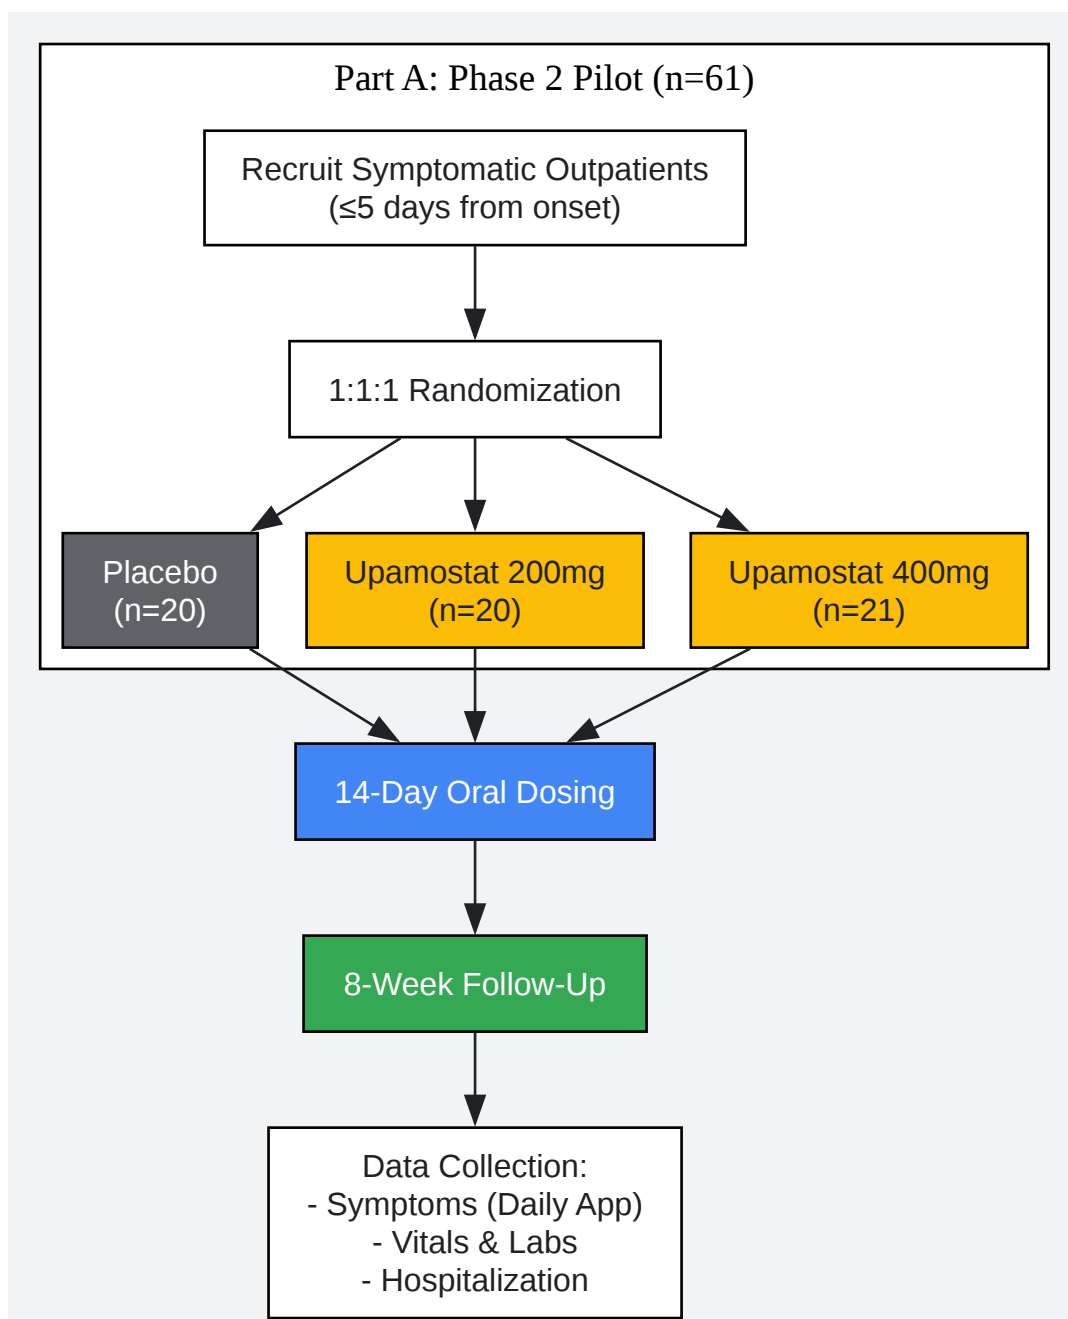 Part A: Phase 2 Pilot (n=61)
Recruit Symptomatic Outpatients
(≤5 days from onset)
1:1:1 Randomization
Placebo
(n=20)
Upamostat 200mg
(n=20)
Upamostat 400mg
(n=21)
14-Day Oral Dosing
8-Week Follow-Up
Data Collection:
- Symptoms (Daily App)
- Vitals & Labs
- Hospitalization